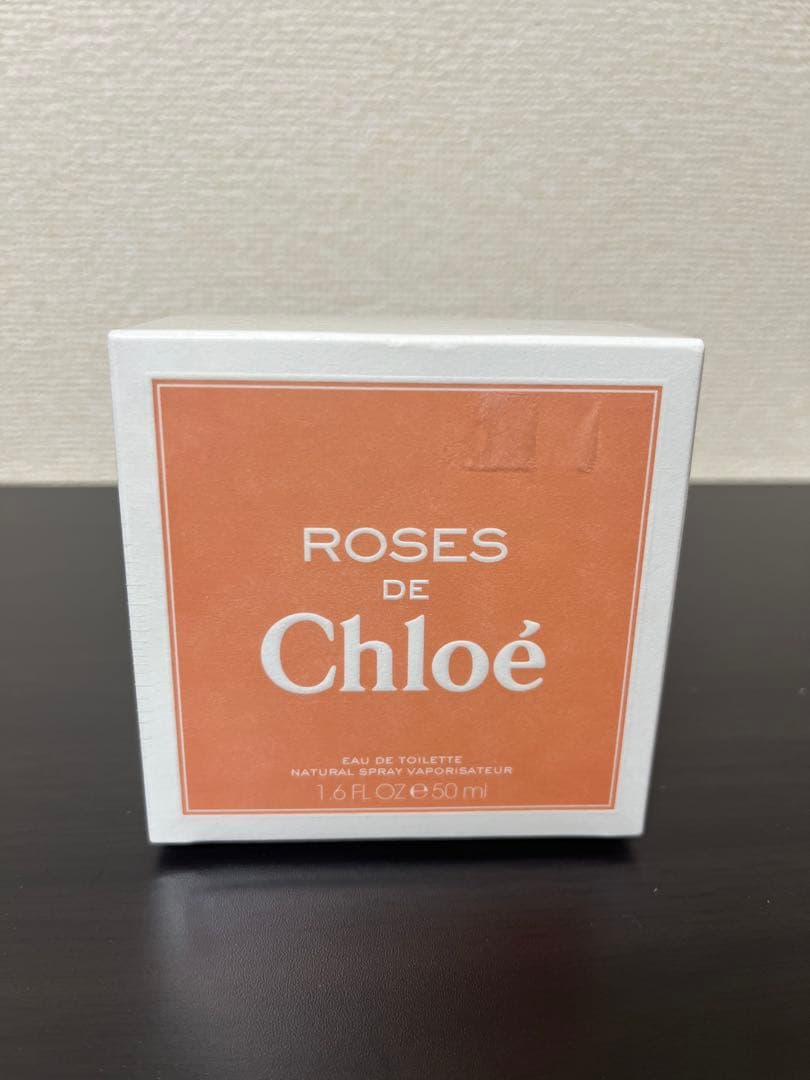 ROSES
DE
Chloé
EAU DE TOILETTE
NATURAL SPRAY VAPORISATEUR
1.6 FL OZ ℮ 50 ml